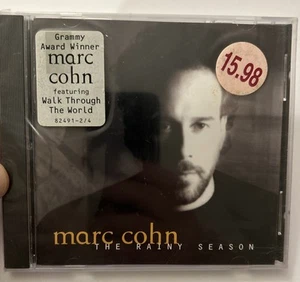 Grammy
Award Winner
marc
cohn
featuring
Walk Through
The World
82491-2/4
15.98
marc cohn
THE RAINY SEASON